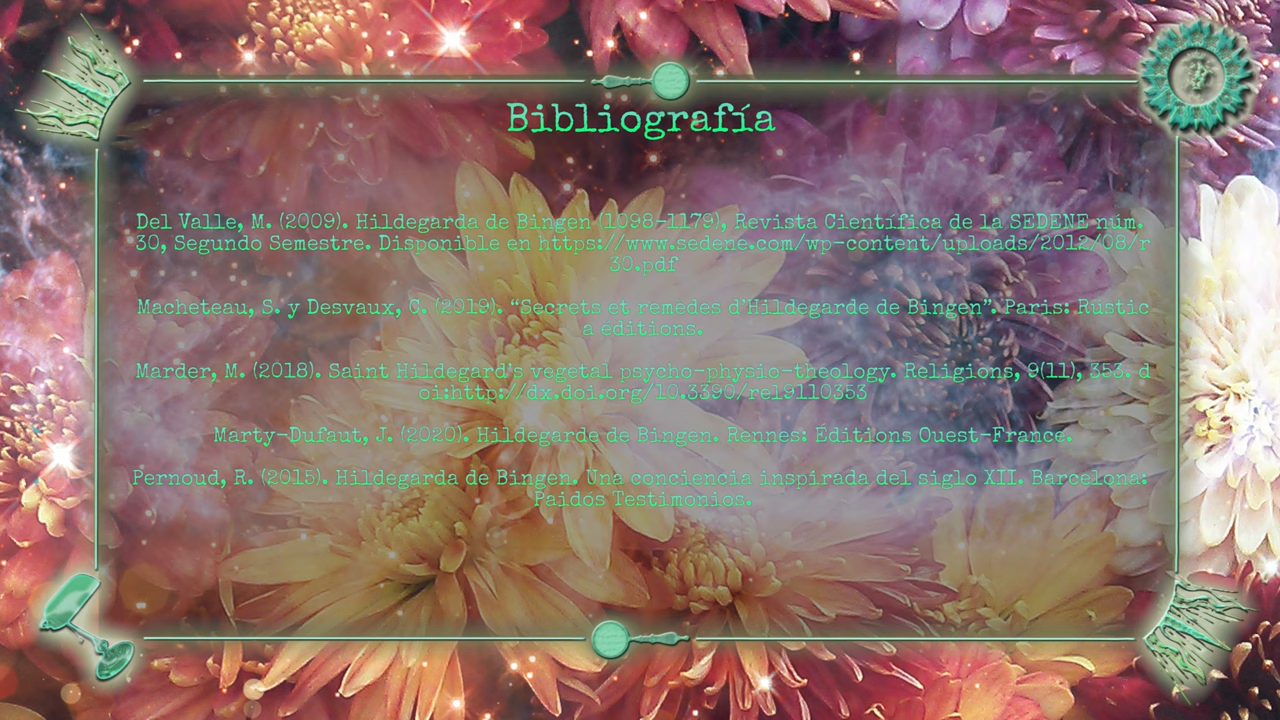 Bibliografía
Del Valle, M. (2009). Hildegarda de Bingen (1098-1179), Revista Científica de la SEDENE núm.
30, Segundo Semestre. Disponible en https://www.sedene.com/wp-content/uploads/2012/08/r
30.pdf
Macheteau, S. y Desvaux, C. (2019). “Secrets et remèdes d’Hildegarde de Bingen”. Paris: Rustic
a éditions.
Marder, M. (2018). Saint Hildegard's vegetal psycho-physio-theology. Religions, 9(11), 353. d
oi:http://dx.doi.org/10.3390/rel9110353
Marty-Dufaut, J. (2020). Hildegarde de Bingen. Rennes: Éditions Ouest-France.
Pernoud, R. (2015). Hildegarda de Bingen. Una conciencia inspirada del siglo XII. Barcelona:
Paidós Testimonios.